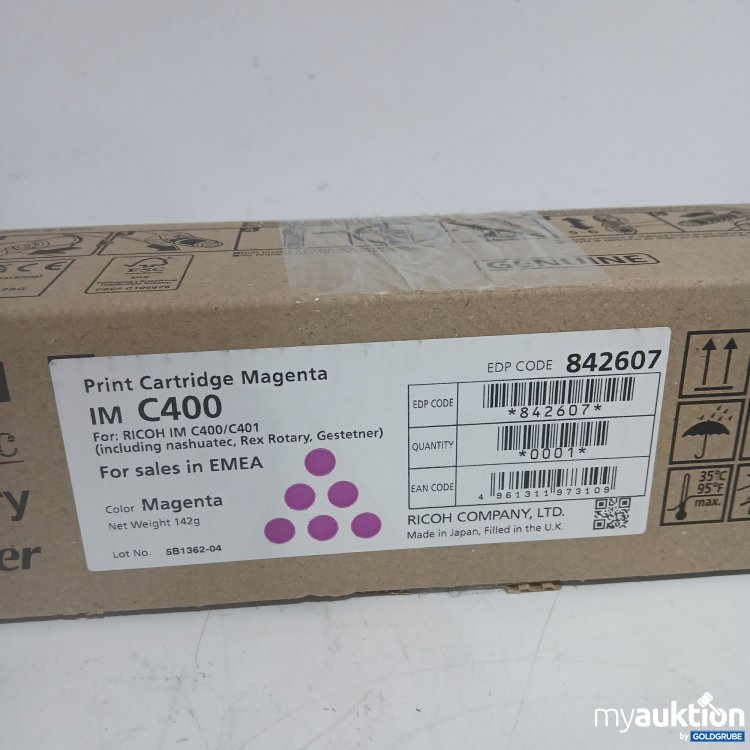 GENUINE
FSC
Print Cartridge Magenta
IM C400
For: RICOH IM C400/C401
(including nashuatec, Rex Rotary, Gestetner)
For sales in EMEA
Color Magenta
Net Weight 142g
Lot No. 5B1362-04
EDP CODE 842607
EDP CODE
*842607*
QUANTITY
*0001*
EAN CODE
4 961311 973109
RICOH COMPANY, LTD.
Made in Japan, Filled in the U.K.
35°C
95°F
max.
myauktion
by GOLDGRUBE